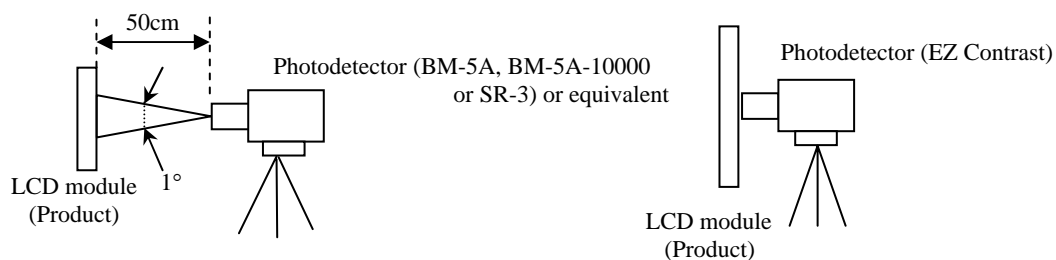 50cm
Photodetector (BM-5A, BM-5A-10000
or SR-3) or equivalent
1°
LCD module
(Product)
Photodetector (EZ Contrast)
LCD module
(Product)